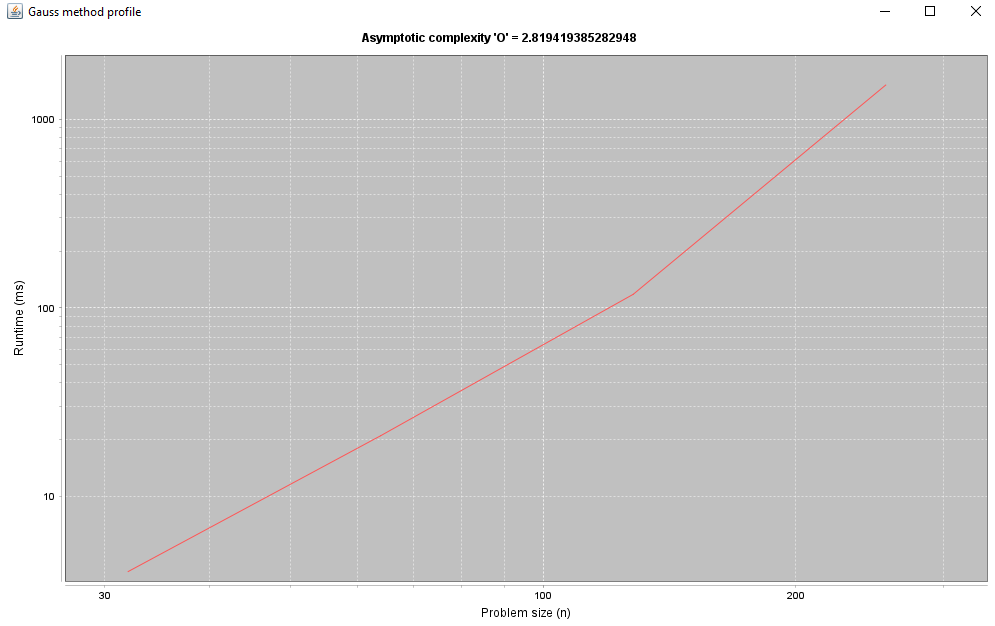 Gauss method profile
Asymptotic complexity 'O' = 2.819419385282948
1000
100
10
Runtime (ms)
30 100 200
Problem size (n)